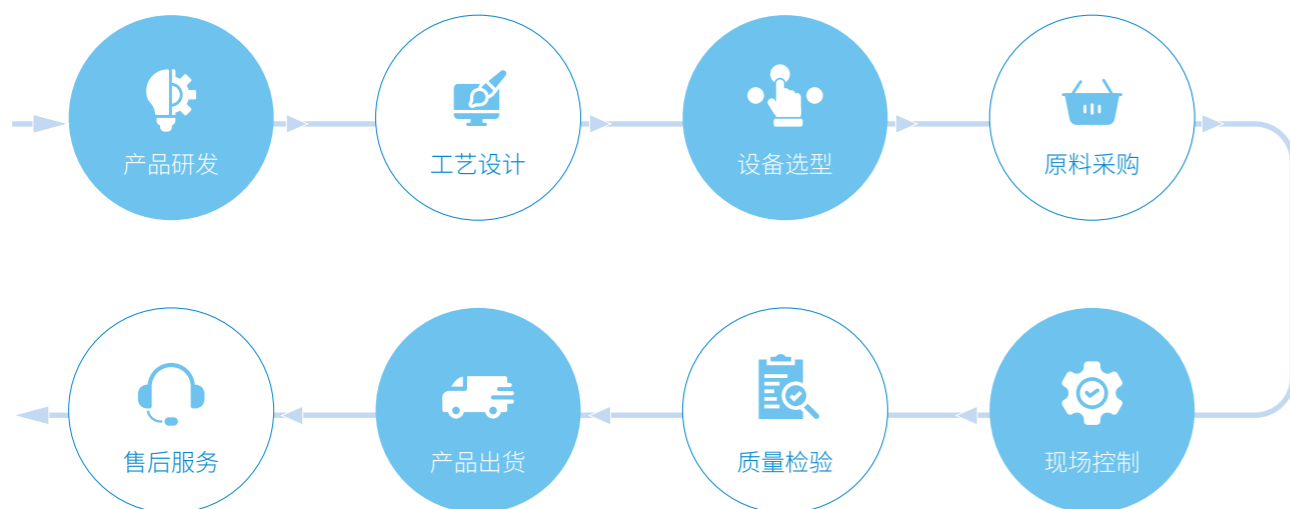 产品研发
工艺设计
设备选型
原料采购
现场控制
质量检验
产品出货
售后服务